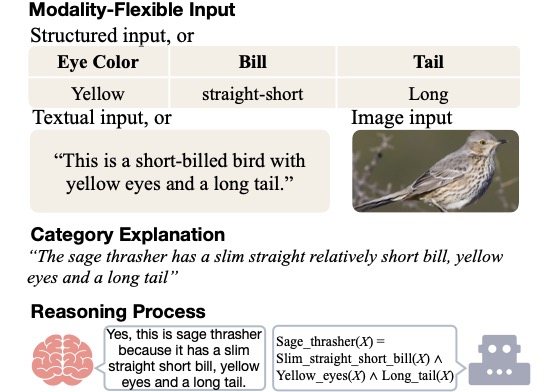 Modality-Flexible Input
Structured input, or
Eye Color Bill Tail
Yellow straight-short Long
Textual input, or Image input
“This is a short-billed bird with
yellow eyes and a long tail.”
Category Explanation
“The sage thrasher has a slim straight relatively short bill, yellow
eyes and a long tail”
Reasoning Process
Yes, this is sage thrasher
because it has a slim
straight short bill, yellow
eyes and a long tail.
Sage_thrasher(X) =
Slim_straight_short_bill(X) ∧
Yellow_eyes(X) ∧ Long_tail(X)